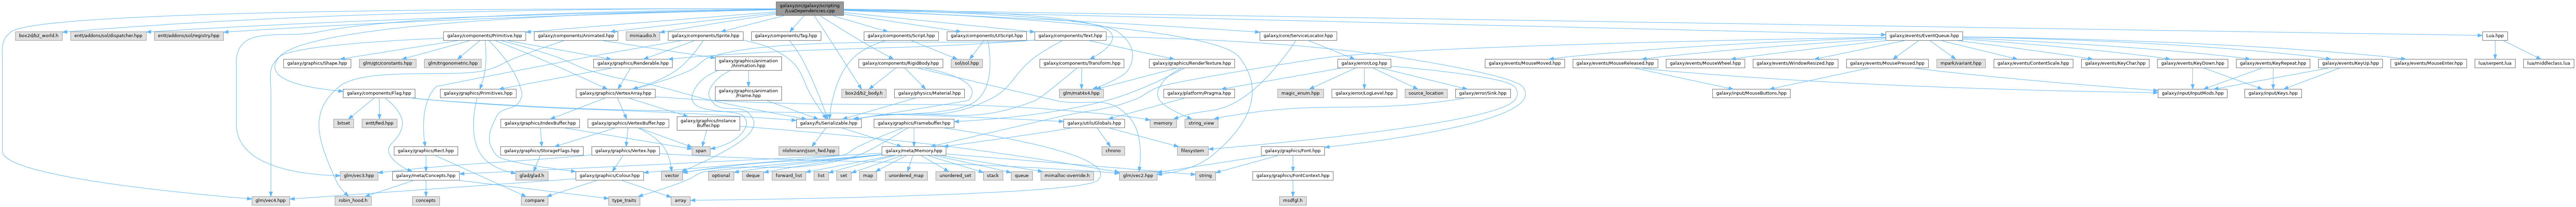 galaxy/src/galaxy/scripting
/LuaDependencies.cpp
box2d/b2_world.h
entt/addons/sol/dispatcher.hpp
entt/addons/sol/registry.hpp
galaxy/components/Primitive.hpp
galaxy/components/Animated.hpp
miniaudio.h
galaxy/components/Sprite.hpp
galaxy/components/Tag.hpp
galaxy/components/Script.hpp
galaxy/components/UIScript.hpp
galaxy/components/Text.hpp
galaxy/core/ServiceLocator.hpp
galaxy/events/EventQueue.hpp
Lua.hpp
galaxy/graphics/Shape.hpp
glm/gtc/constants.hpp
glm/trigonometric.hpp
galaxy/graphics/Renderable.hpp
galaxy/graphics/animation
/Animation.hpp
galaxy/components/RigidBody.hpp
sol/sol.hpp
galaxy/components/Transform.hpp
galaxy/graphics/RenderTexture.hpp
galaxy/error/Log.hpp
galaxy/events/MouseMoved.hpp
galaxy/events/MouseReleased.hpp
galaxy/events/MouseWheel.hpp
galaxy/events/WindowResized.hpp
galaxy/events/MousePressed.hpp
mpark/variant.hpp
galaxy/events/ContentScale.hpp
galaxy/events/KeyChar.hpp
galaxy/events/KeyDown.hpp
galaxy/events/KeyRepeat.hpp
galaxy/events/KeyUp.hpp
galaxy/events/MouseEnter.hpp
lua/serpent.lua
lua/middleclass.lua
galaxy/components/Flag.hpp
galaxy/graphics/Primitives.hpp
galaxy/graphics/VertexArray.hpp
galaxy/graphics/animation
/Frame.hpp
box2d/b2_body.h
galaxy/physics/Material.hpp
glm/mat4x4.hpp
galaxy/platform/Pragma.hpp
magic_enum.hpp
galaxy/error/LogLevel.hpp
source_location
galaxy/error/Sink.hpp
galaxy/input/MouseButtons.hpp
galaxy/input/InputMods.hpp
galaxy/input/Keys.hpp
bitset
entt/fwd.hpp
galaxy/graphics/IndexBuffer.hpp
galaxy/graphics/VertexBuffer.hpp
galaxy/graphics/Instance
Buffer.hpp
galaxy/fs/Serializable.hpp
galaxy/graphics/Framebuffer.hpp
galaxy/utils/Globals.hpp
memory
string_view
galaxy/graphics/Rect.hpp
galaxy/graphics/StorageFlags.hpp
galaxy/graphics/Vertex.hpp
span
nlohmann/json_fwd.hpp
galaxy/meta/Memory.hpp
chrono
filesystem
galaxy/graphics/Font.hpp
glm/vec3.hpp
galaxy/meta/Concepts.hpp
glad/glad.h
galaxy/graphics/Colour.hpp
vector
optional
deque
forward_list
list
set
map
unordered_map
unordered_set
stack
queue
mimalloc-override.h
glm/vec2.hpp
string
galaxy/graphics/FontContext.hpp
glm/vec4.hpp
robin_hood.h
concepts
compare
type_traits
array
msdfgl.h